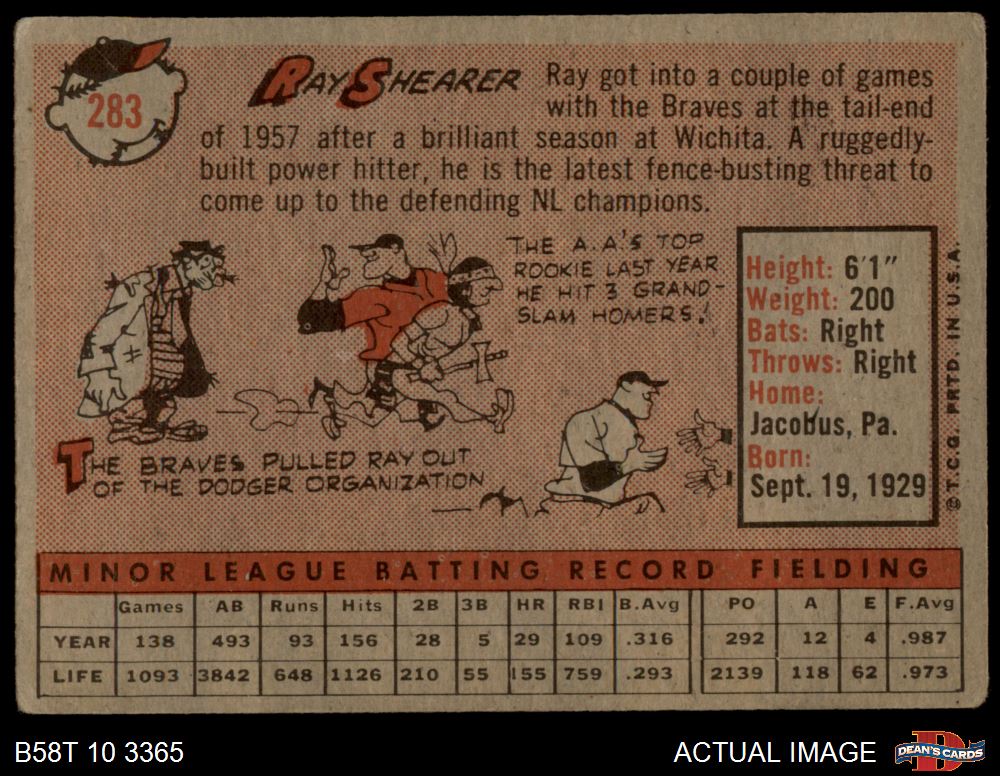 283
RAY SHEARER
Ray got into a couple of games
with the Braves at the tail-end
of 1957 after a brilliant season at Wichita. A ruggedly-
built power hitter, he is the latest fence-busting threat to
come up to the defending NL champions.
THE A.A'S TOP
ROOKIE LAST YEAR
HE HIT 3 GRAND-
SLAM HOMERS!
THE BRAVES PULLED RAY OUT
OF THE DODGER ORGANIZATION
Height: 6'1"
Weight: 200
Bats: Right
Throws: Right
Home:
Jacobus, Pa.
Born:
Sept. 19, 1929
© T.C.G. PRTD. IN U.S.A.
MINOR LEAGUE BATTING RECORD FIELDING
Games AB Runs Hits 2B 3B HR RBI B.Avg PO A E F.Avg
YEAR 138 493 93 156 28 5 29 109 .316 292 12 4 .987
LIFE 1093 3842 648 1126 210 55 155 759 .293 2139 118 62 .973
B58T 10 3365
ACTUAL IMAGE
DEAN'S CARDS